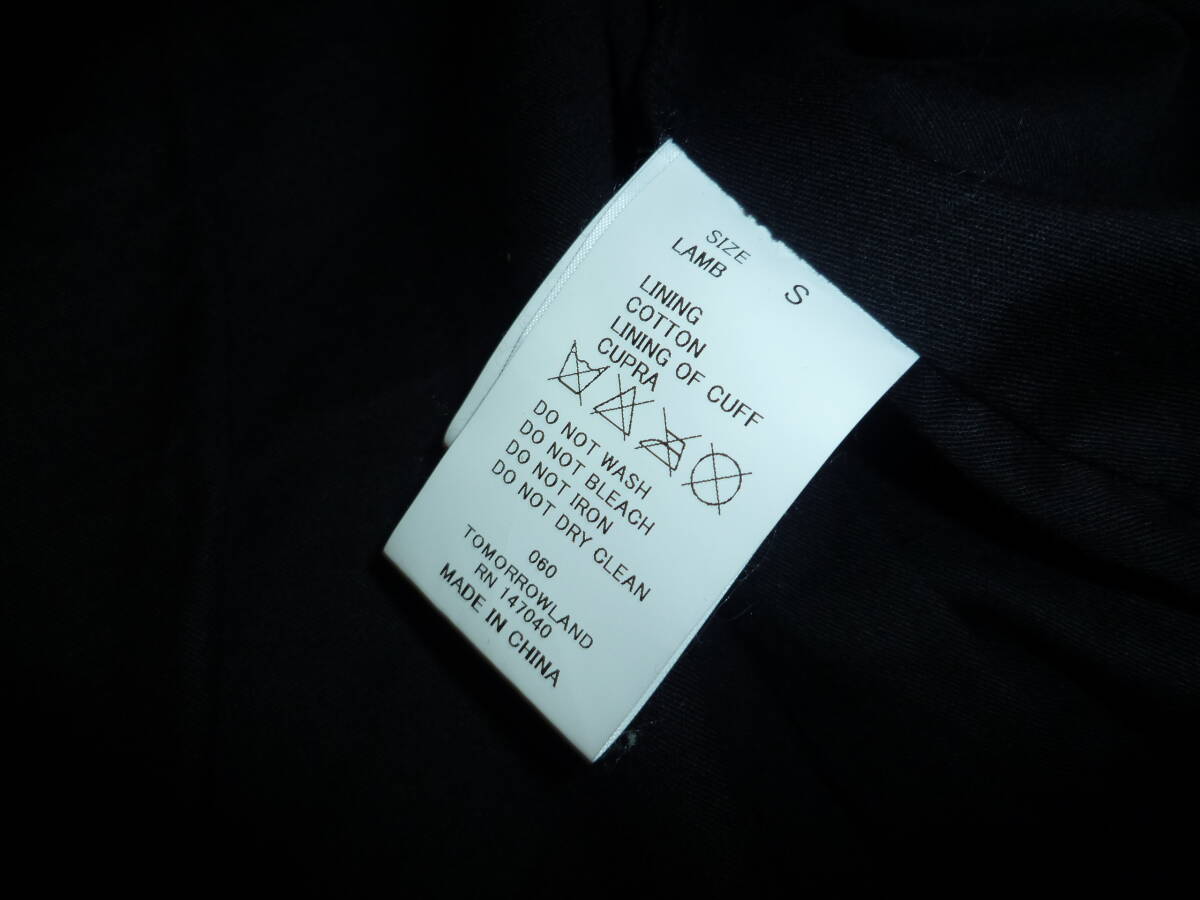 SIZE S
LAMB
LINING
COTTON
LINING OF CUFF
CUPRA
DO NOT WASH
DO NOT BLEACH
DO NOT IRON
DO NOT DRY CLEAN
060
TOMORROWLAND
RN 147040
MADE IN CHINA